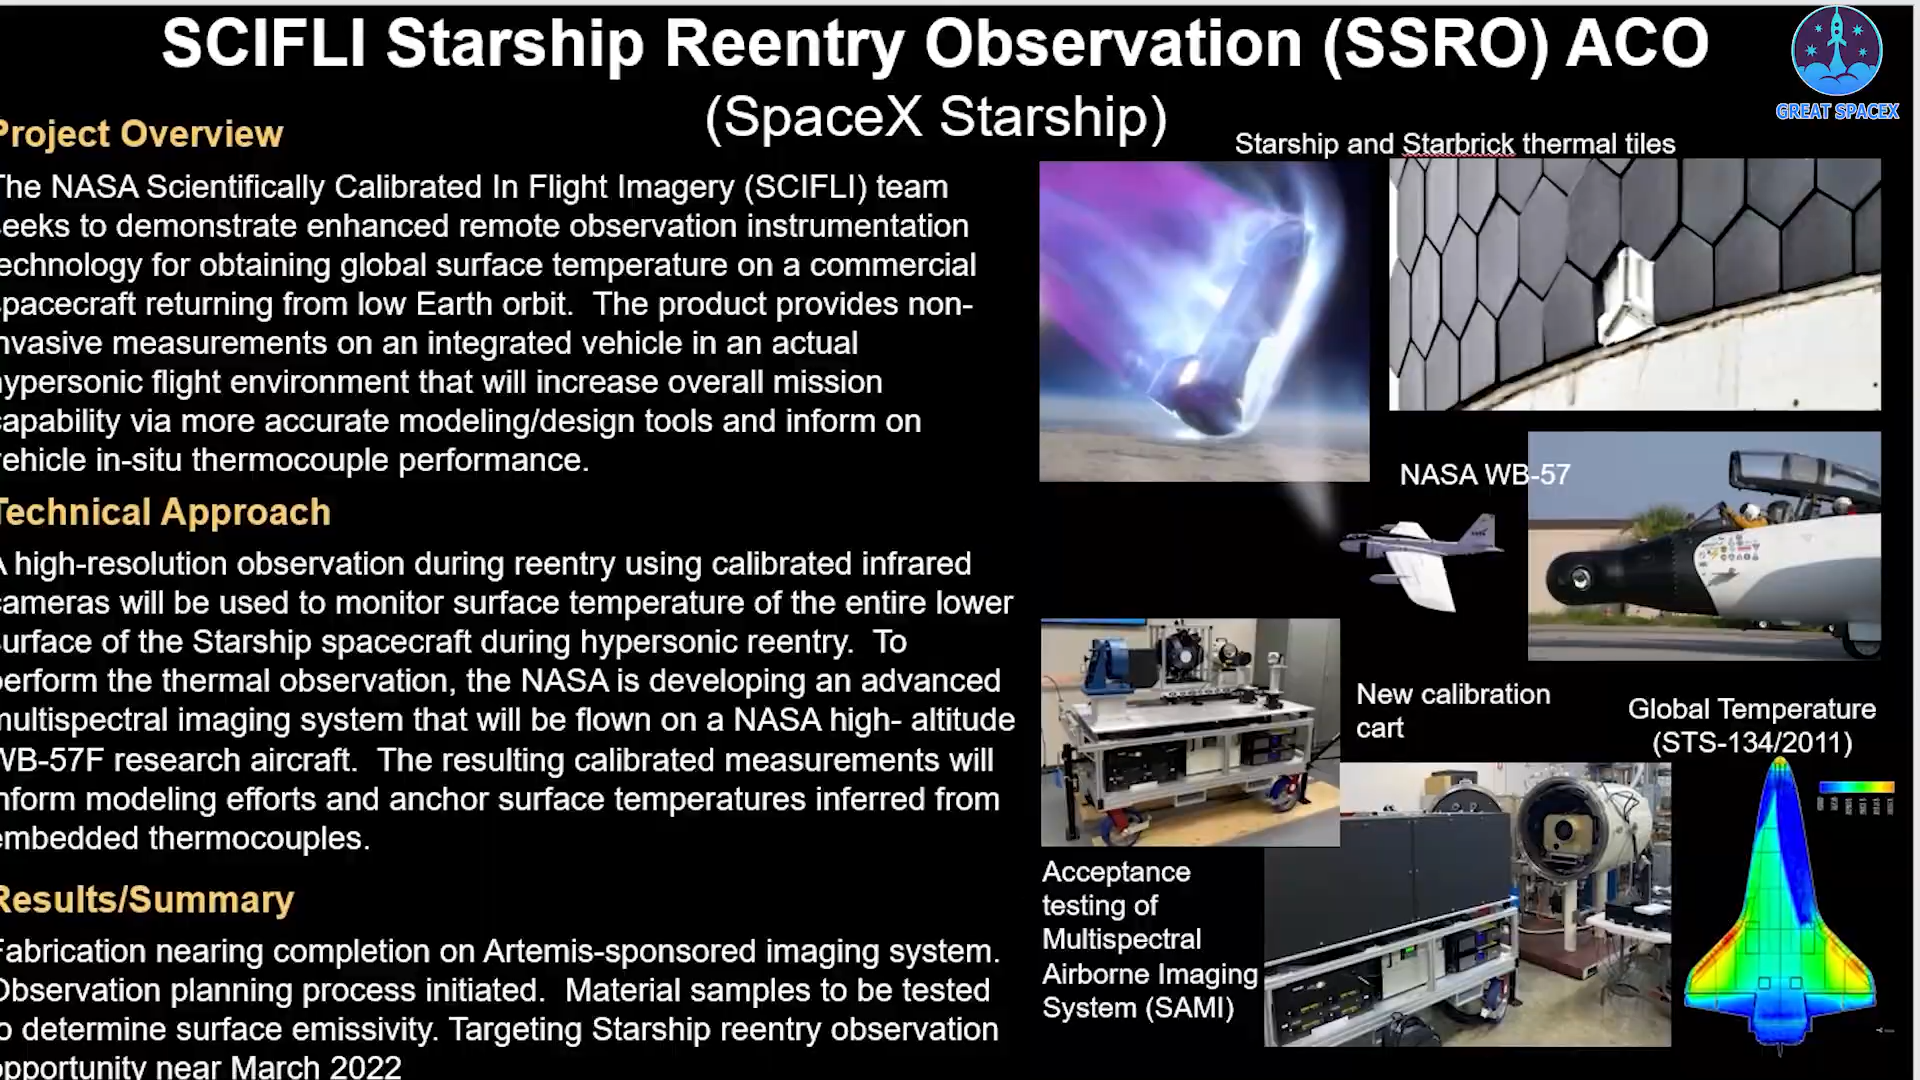 SCIFLI Starship Reentry Observation (SSRO) ACO
(SpaceX Starship)
GREAT SPACEX
Project Overview
The NASA Scientifically Calibrated In Flight Imagery (SCIFLI) team
seeks to demonstrate enhanced remote observation instrumentation
technology for obtaining global surface temperature on a commercial
spacecraft returning from low Earth orbit. The product provides non-
invasive measurements on an integrated vehicle in an actual
hypersonic flight environment that will increase overall mission
capability via more accurate modeling/design tools and inform on
vehicle in-situ thermocouple performance.
Technical Approach
A high-resolution observation during reentry using calibrated infrared
cameras will be used to monitor surface temperature of the entire lower
surface of the Starship spacecraft during hypersonic reentry. To
perform the thermal observation, the NASA is developing an advanced
multispectral imaging system that will be flown on a NASA high- altitude
WB-57F research aircraft. The resulting calibrated measurements will
inform modeling efforts and anchor surface temperatures inferred from
embedded thermocouples.
Results/Summary
Fabrication nearing completion on Artemis-sponsored imaging system.
Observation planning process initiated. Material samples to be tested
to determine surface emissivity. Targeting Starship reentry observation
opportunity near March 2022
Starship and Starbrick thermal tiles
NASA WB-57
New calibration
cart
Global Temperature
(STS-134/2011)
Acceptance
testing of
Multispectral
Airborne Imaging
System (SAMI)